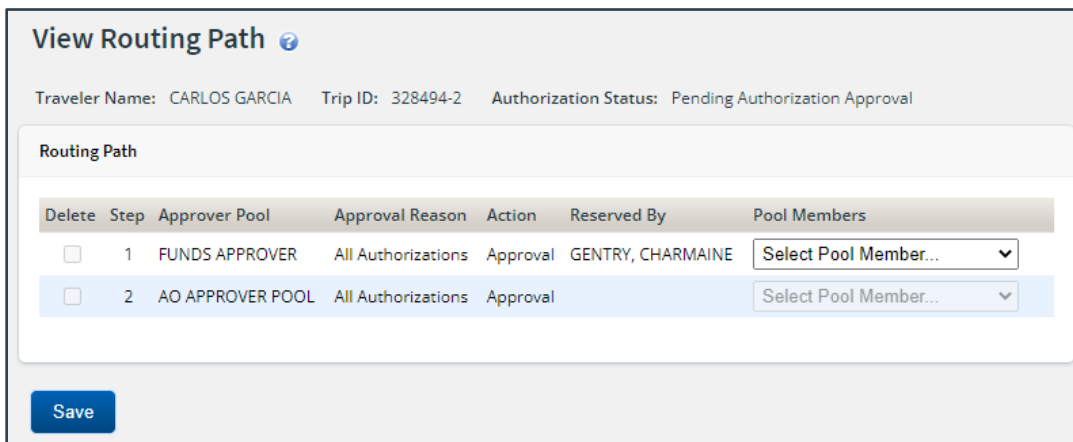 View Routing Path ?
Traveler Name: CARLOS GARCIA Trip ID: 328494-2 Authorization Status: Pending Authorization Approval
Routing Path
Delete Step Approver Pool Approval Reason Action Reserved By Pool Members
1 FUNDS APPROVER All Authorizations Approval GENTRY, CHARMAINE Select Pool Member...
2 AO APPROVER POOL All Authorizations Approval Select Pool Member...
Save